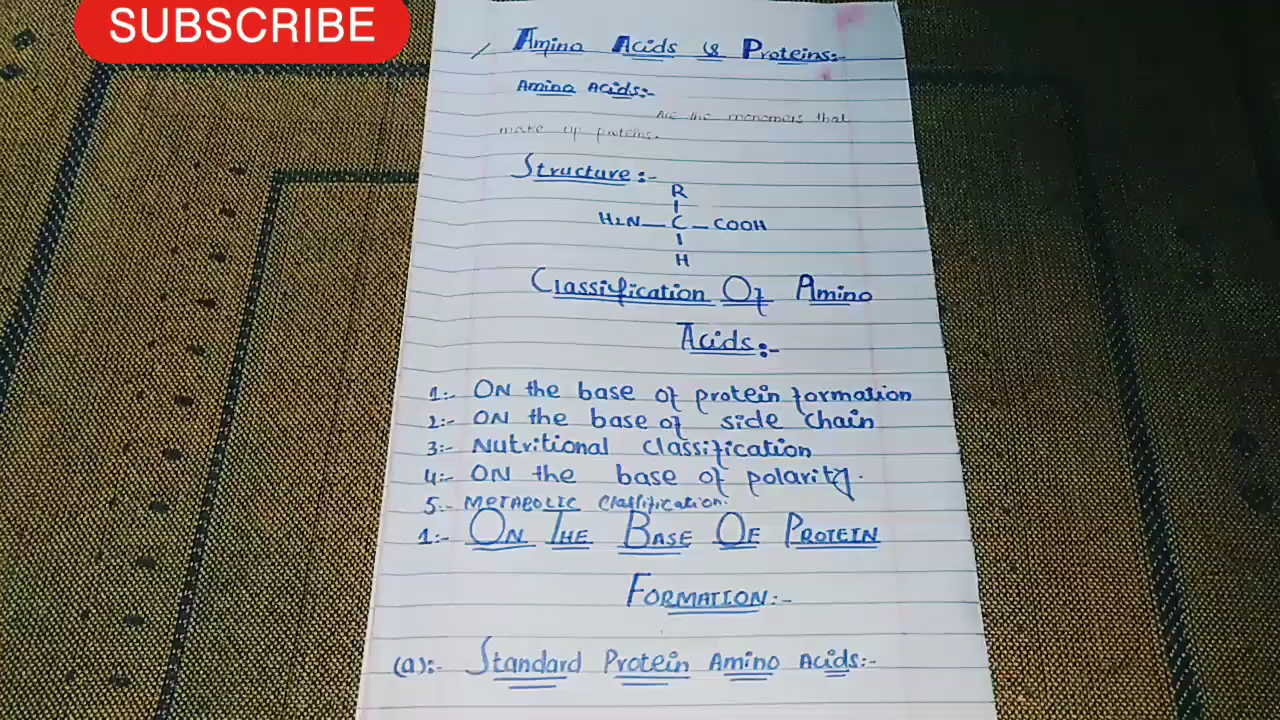 SUBSCRIBE
Amino Acids & Proteins:-
Amino Acids:-
Are the monomers that
make up proteins.
Structure:-
R
H2N—C—COOH
H
Classification Of Amino
Acids:-
1:- ON the base of protein formation
2:- ON the base of side chain
3:- Nutritional classification
4:- ON the base of polarity.
5:- METABOLIC Classification.
1:- ON THE BASE OF PROTEIN
FORMATION:-
(a):- Standard Protein Amino Acids:-